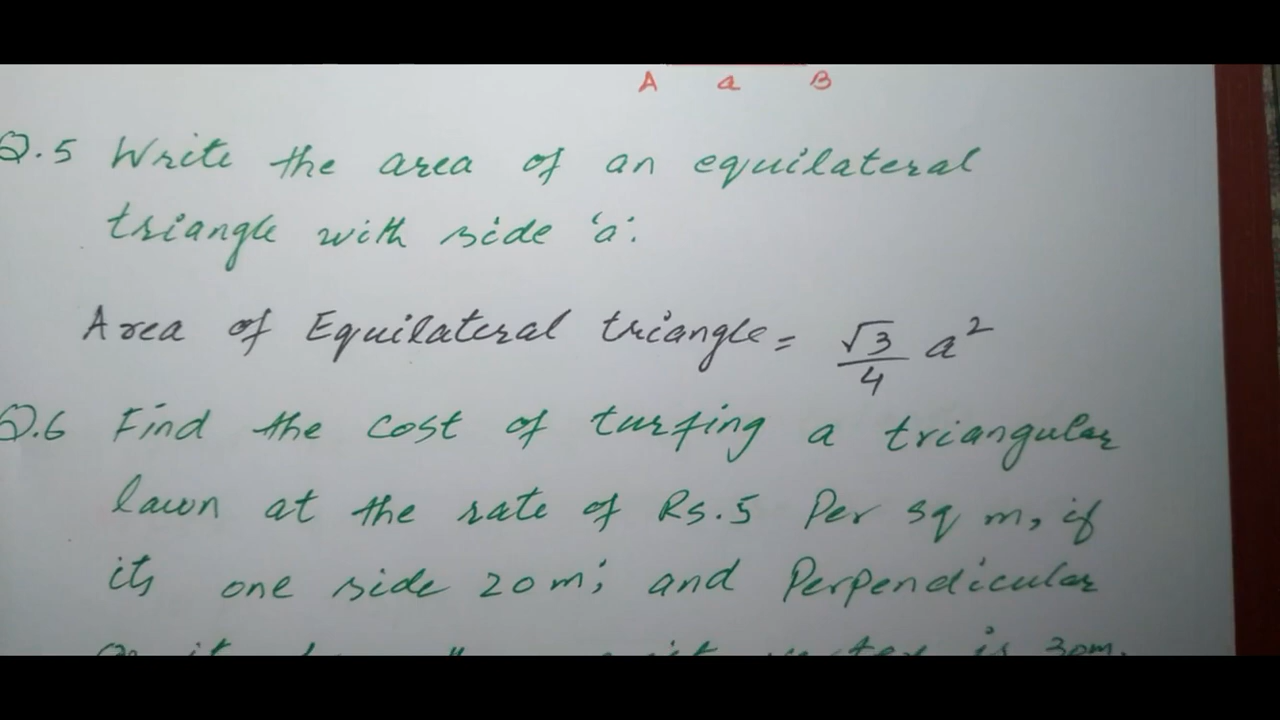 A a B
Q.5 Write the area of an equilateral
triangle with side 'a'.
Area of Equilateral triangle = √3/4 a²
Q.6 Find the cost of turfing a triangular
lawn at the rate of Rs.5 Per sq m, if
its one side 20m; and Perpendicular
is 30m.